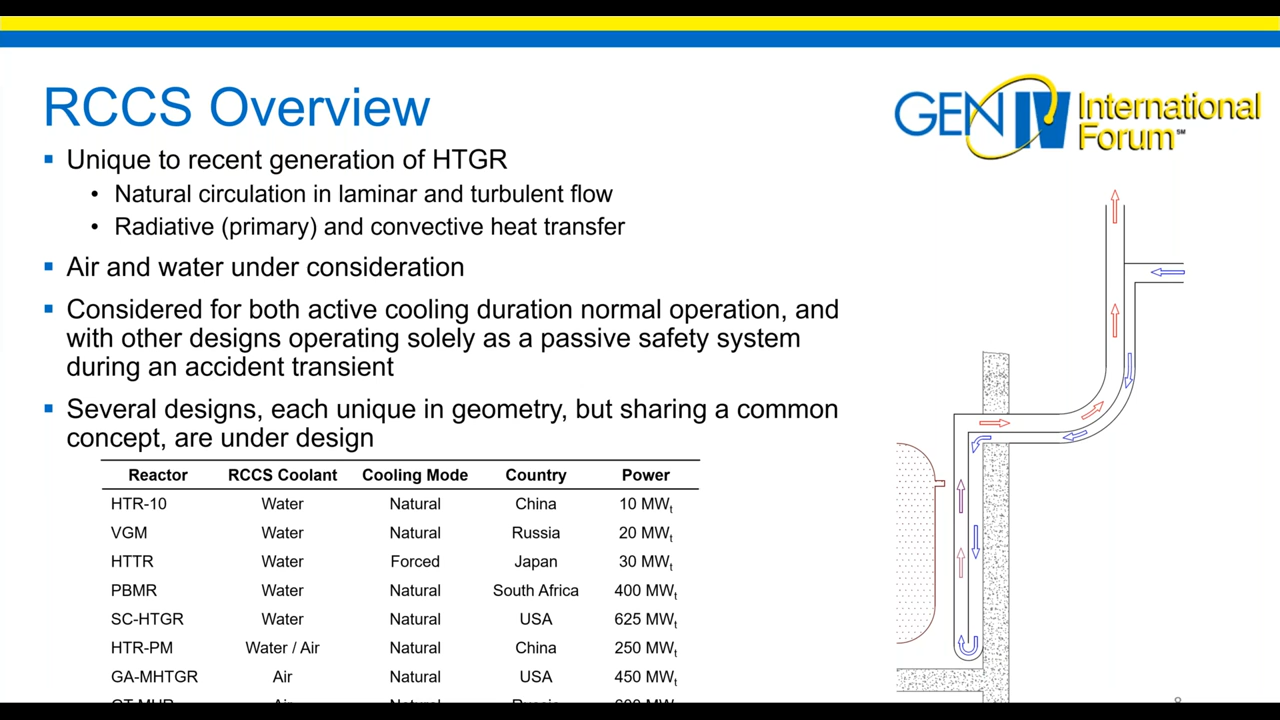 RCCS Overview
GEN IV International Forum℠
▪ Unique to recent generation of HTGR
• Natural circulation in laminar and turbulent flow
• Radiative (primary) and convective heat transfer
▪ Air and water under consideration
▪ Considered for both active cooling duration normal operation, and
with other designs operating solely as a passive safety system
during an accident transient
▪ Several designs, each unique in geometry, but sharing a common
concept, are under design
Reactor RCCS Coolant Cooling Mode Country Power
HTR-10 Water Natural China 10 MWt
VGM Water Natural Russia 20 MWt
HTTR Water Forced Japan 30 MWt
PBMR Water Natural South Africa 400 MWt
SC-HTGR Water Natural USA 625 MWt
HTR-PM Water / Air Natural China 250 MWt
GA-MHTGR Air Natural USA 450 MWt